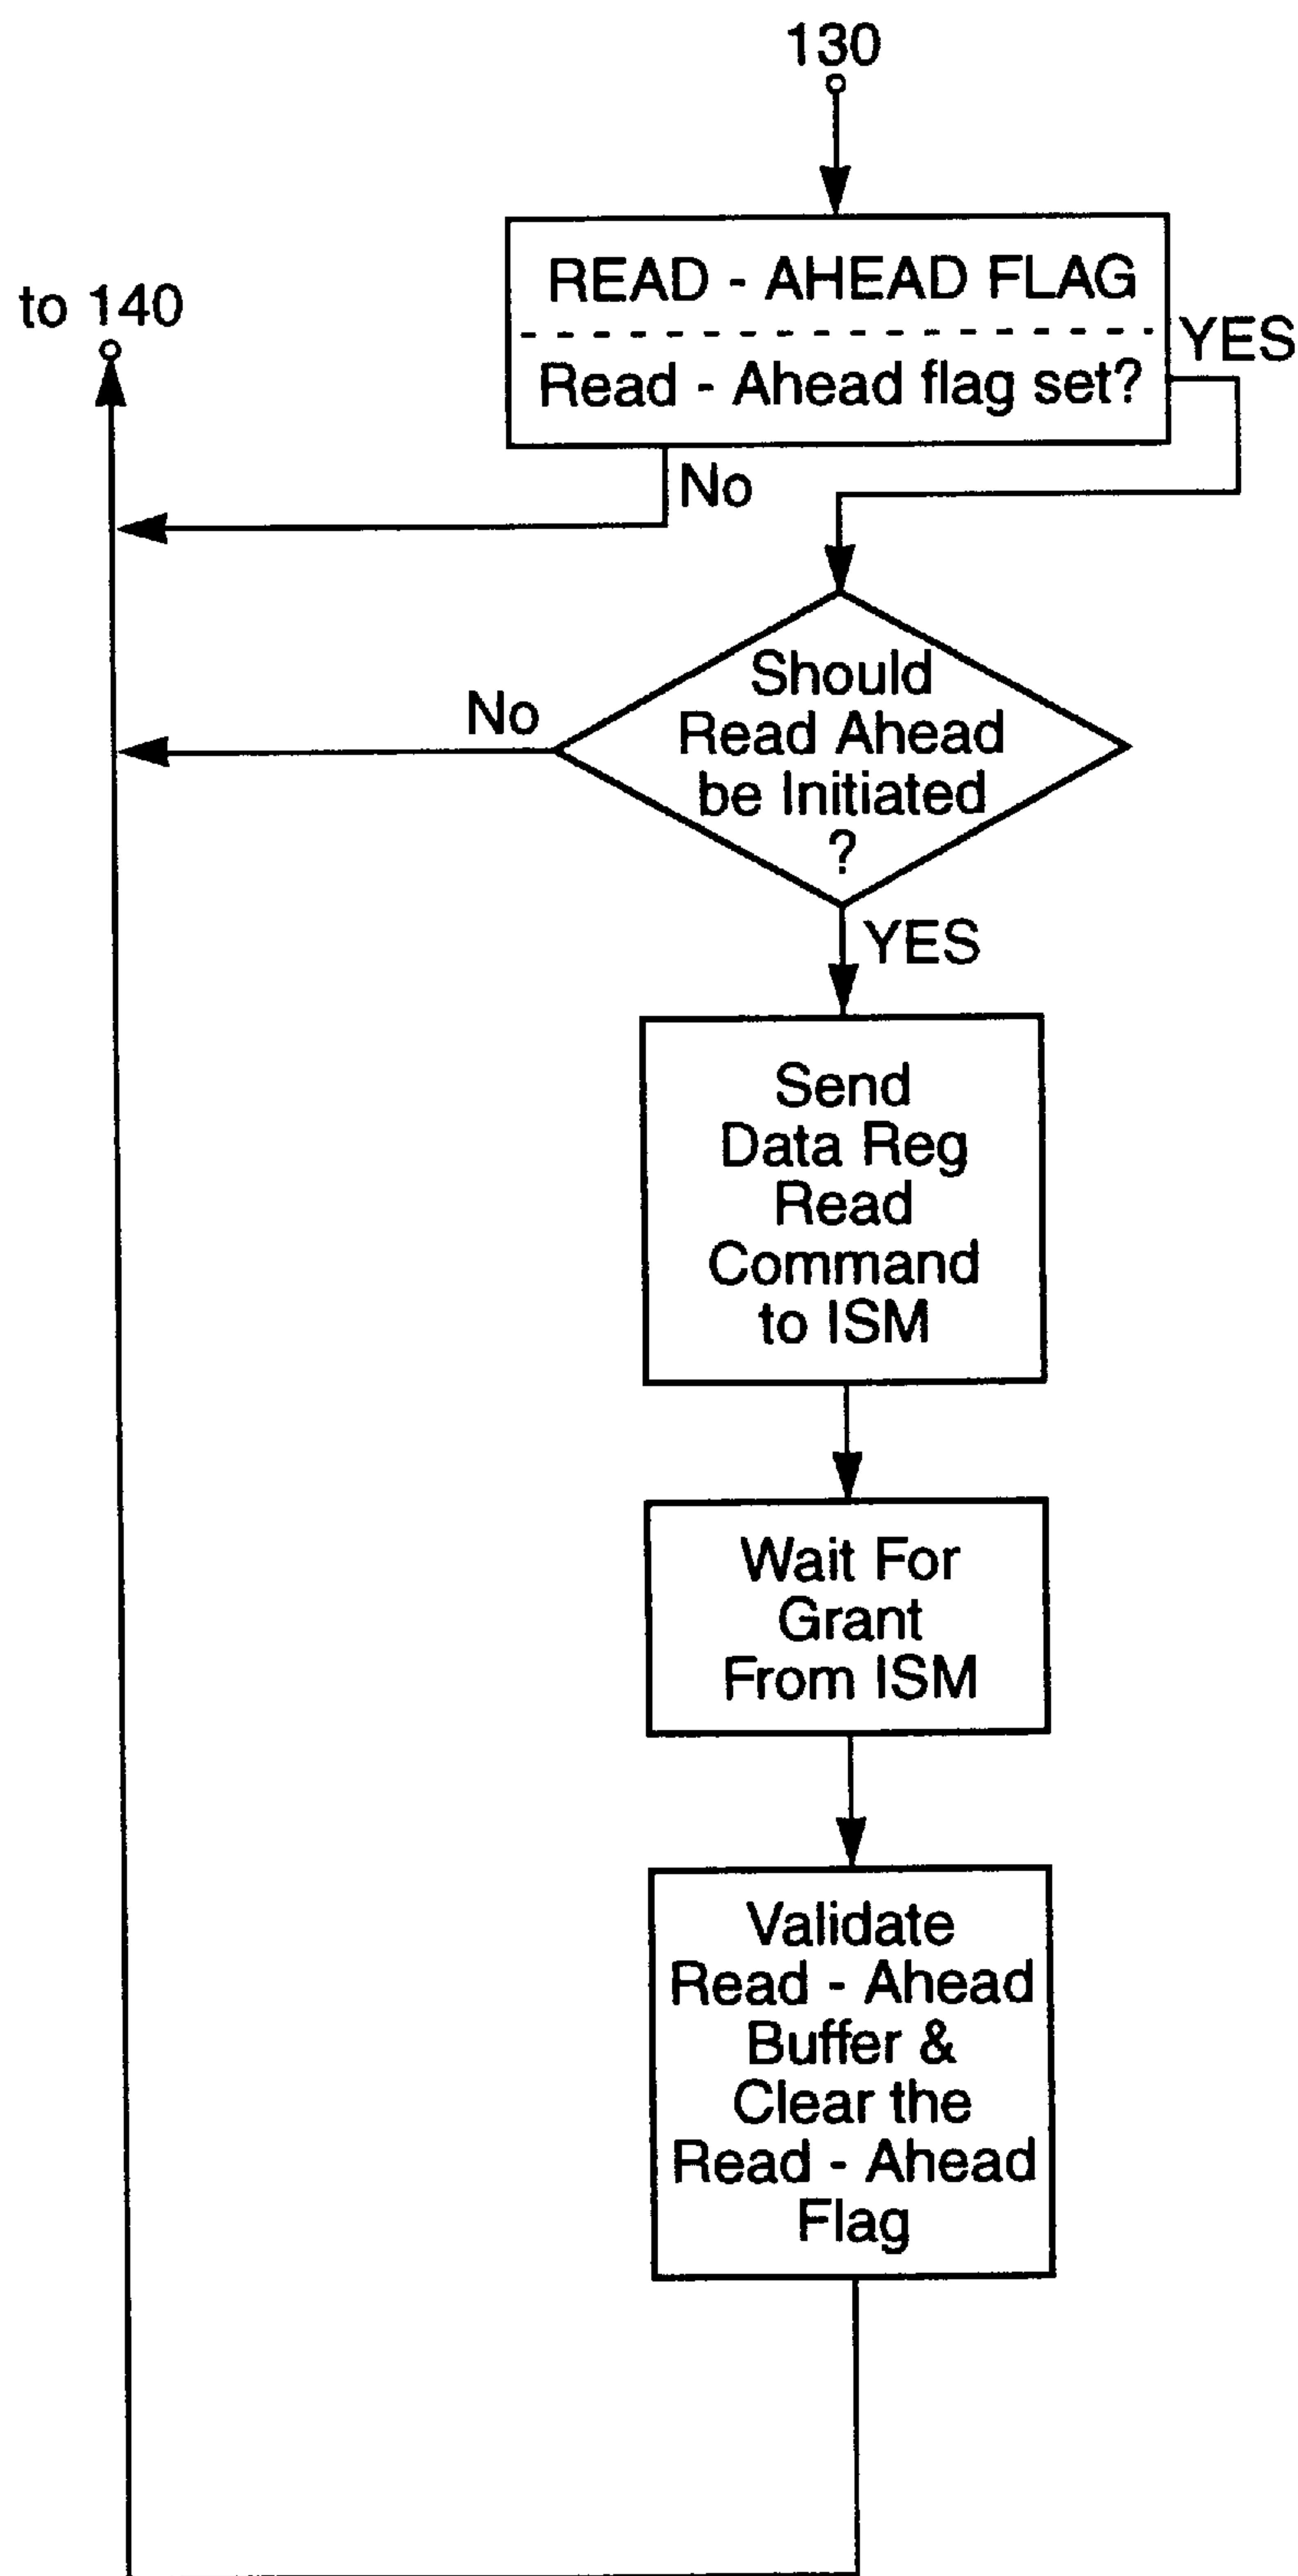 130
READ - AHEAD FLAG
Read - Ahead flag set?
YES
to 140
No
Should
Read Ahead
be Initiated
?
No
YES
Send
Data Reg
Read
Command
to ISM
Wait For
Grant
From ISM
Validate
Read - Ahead
Buffer &
Clear the
Read - Ahead
Flag